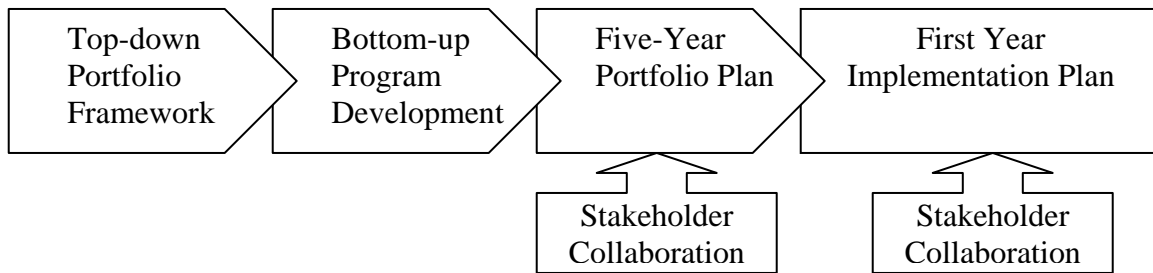 Top-down
Portfolio
Framework
Bottom-up
Program
Development
Five-Year
Portfolio Plan
First Year
Implementation Plan
Stakeholder
Collaboration
Stakeholder
Collaboration